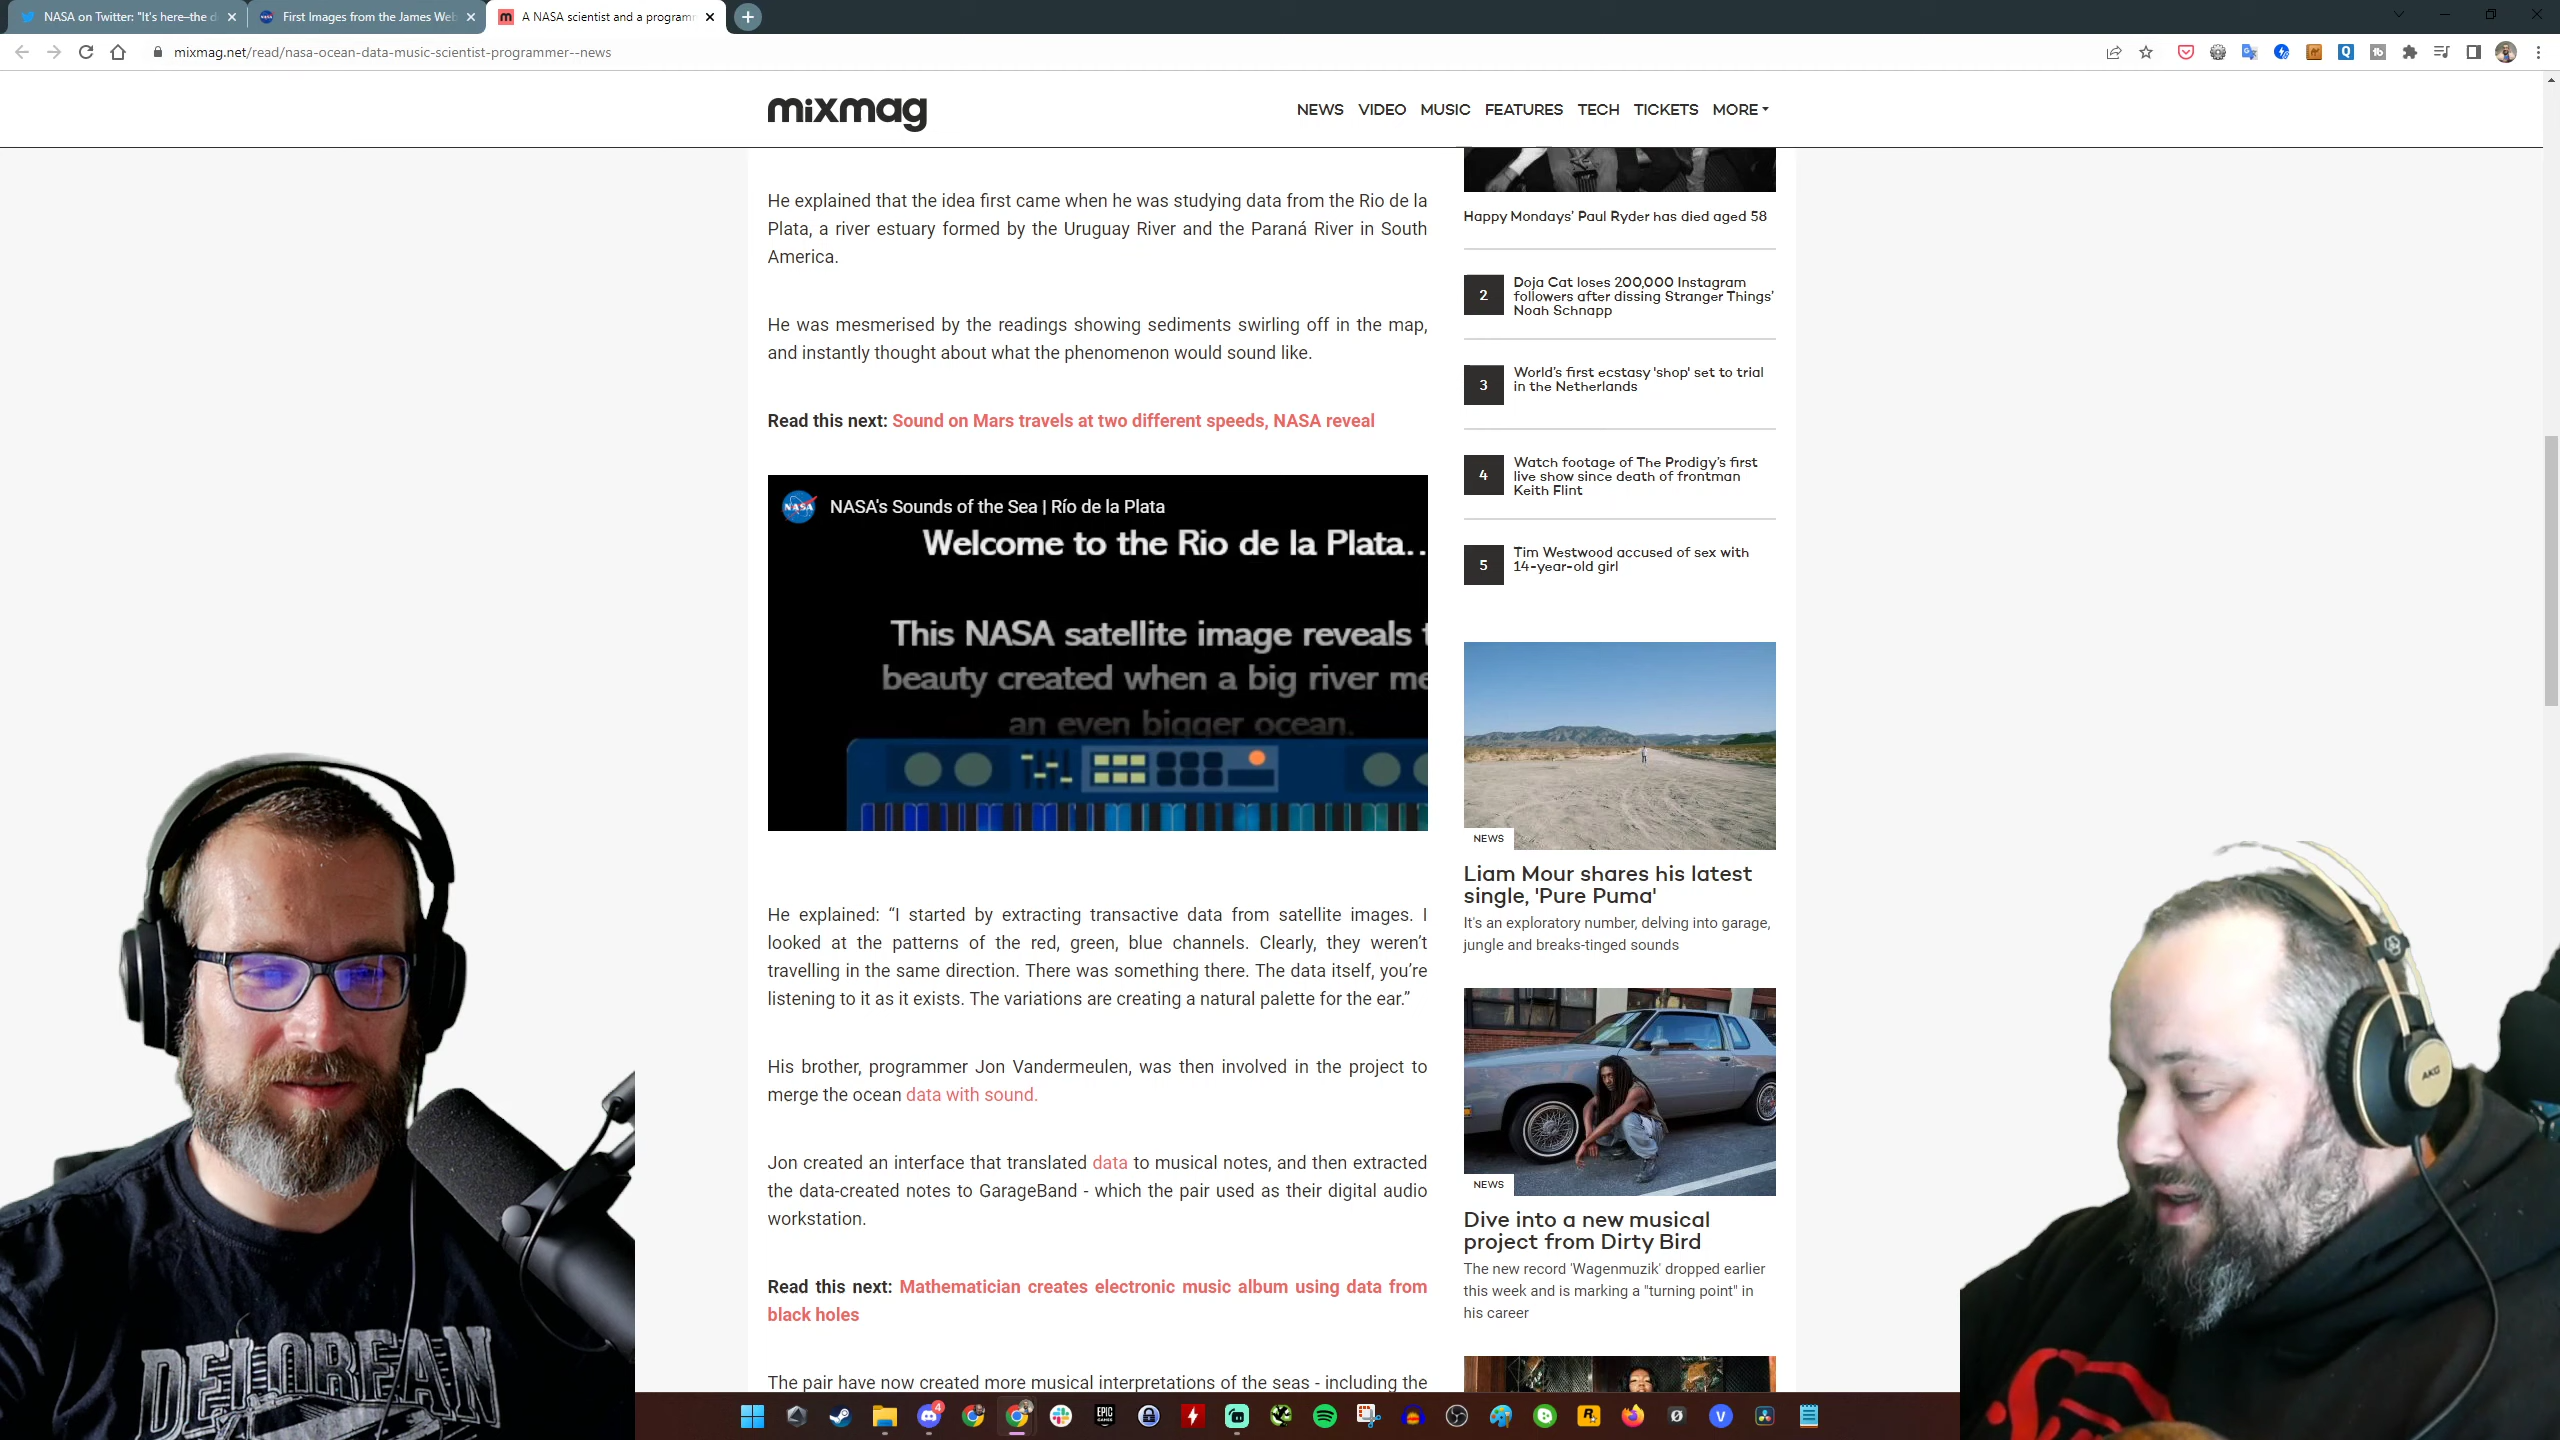 NASA on Twitter: "It's here–the d
First Images from the James Web
A NASA scientist and a programm
mixmag.net/read/nasa-ocean-data-music-scientist-programmer--news
mixmag
NEWS VIDEO MUSIC FEATURES TECH TICKETS MORE
He explained that the idea first came when he was studying data from the Rio de la
Plata, a river estuary formed by the Uruguay River and the Paraná River in South
America.
He was mesmerised by the readings showing sediments swirling off in the map,
and instantly thought about what the phenomenon would sound like.
Read this next: Sound on Mars travels at two different speeds, NASA reveal
NASA
NASA's Sounds of the Sea | Río de la Plata
Welcome to the Rio de la Plata..
This NASA satellite image reveals t
beauty created when a big river me
an even bigger ocean.
He explained: “I started by extracting transactive data from satellite images. I
looked at the patterns of the red, green, blue channels. Clearly, they weren’t
travelling in the same direction. There was something there. The data itself, you’re
listening to it as it exists. The variations are creating a natural palette for the ear.”
His brother, programmer Jon Vandermeulen, was then involved in the project to
merge the ocean data with sound.
Jon created an interface that translated data to musical notes, and then extracted
the data-created notes to GarageBand - which the pair used as their digital audio
workstation.
Read this next: Mathematician creates electronic music album using data from
black holes
The pair have now created more musical interpretations of the seas - including the
Happy Mondays’ Paul Ryder has died aged 58
2
Doja Cat loses 200,000 Instagram
followers after dissing Stranger Things’
Noah Schnapp
3
World’s first ecstasy 'shop' set to trial
in the Netherlands
4
Watch footage of The Prodigy’s first
live show since death of frontman
Keith Flint
5
Tim Westwood accused of sex with
14-year-old girl
NEWS
Liam Mour shares his latest
single, 'Pure Puma'
It's an exploratory number, delving into garage,
jungle and breaks-tinged sounds
NEWS
Dive into a new musical
project from Dirty Bird
The new record 'Wagenmuzik' dropped earlier
this week and is marking a "turning point" in
his career
DELOREAN
AKG
4
EPIC
GAMES